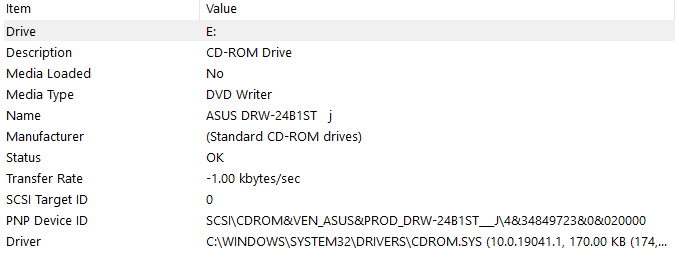 Item Value
Drive E:
Description CD-ROM Drive
Media Loaded No
Media Type DVD Writer
Name ASUS DRW-24B1ST   j
Manufacturer (Standard CD-ROM drives)
Status OK
Transfer Rate -1.00 kbytes/sec
SCSI Target ID 0
PNP Device ID SCSI\CDROM&VEN_ASUS&PROD_DRW-24B1ST___J\4&34849723&0&020000
Driver C:\WINDOWS\SYSTEM32\DRIVERS\CDROM.SYS (10.0.19041.1, 170.00 KB (174,...